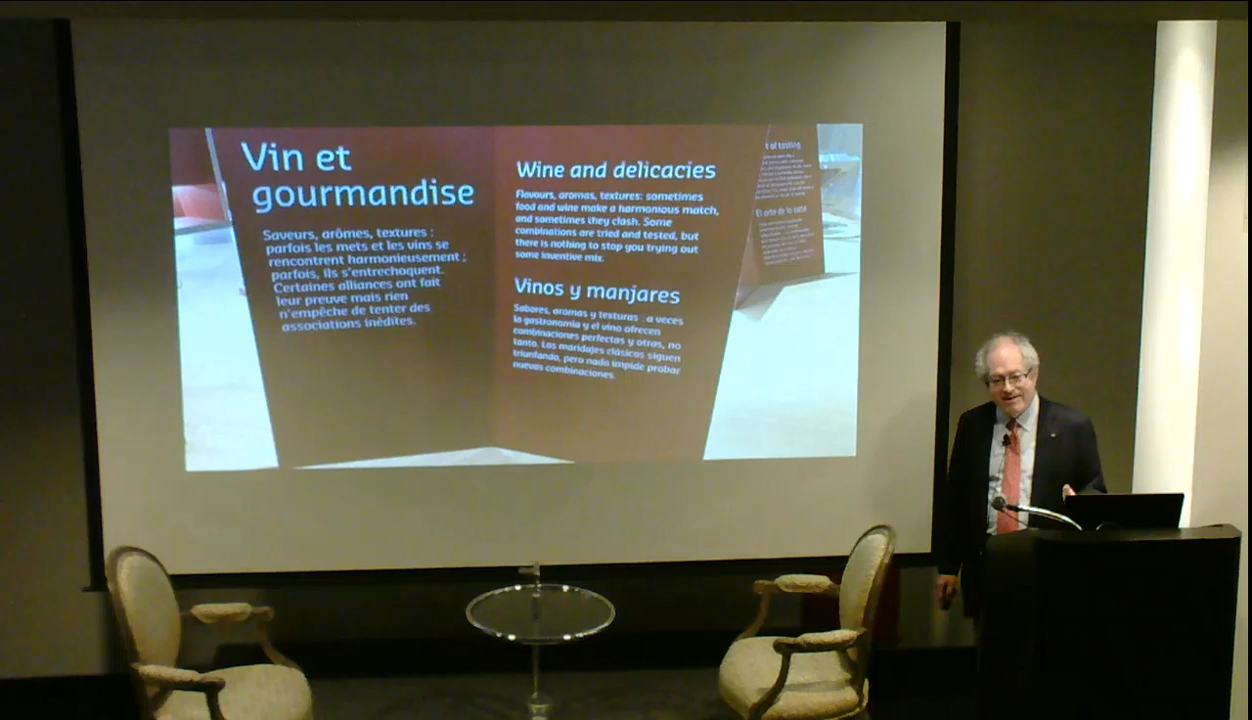 Vin et
gourmandise
Saveurs, arômes, textures :
parfois les mets et les vins se
rencontrent harmonieusement ;
parfois, ils s'entrechoquent.
Certaines alliances ont fait
leur preuve mais rien
n'empêche de tenter des
associations inédites.
Wine and delicacies
Flavours, aromas, textures: sometimes
food and wine make a harmonious match,
and sometimes they clash. Some
combinations are tried and tested, but
there is nothing to stop you trying out
some inventive mix.
Vinos y manjares
Sabores, aromas y texturas : a veces
la gastronomía y el vino ofrecen
combinaciones perfectas y otras, no
tanto. Los maridajes clásicos siguen
triunfando, pero nada impide probar
nuevas combinaciones.
of tasting
El arte de la cata